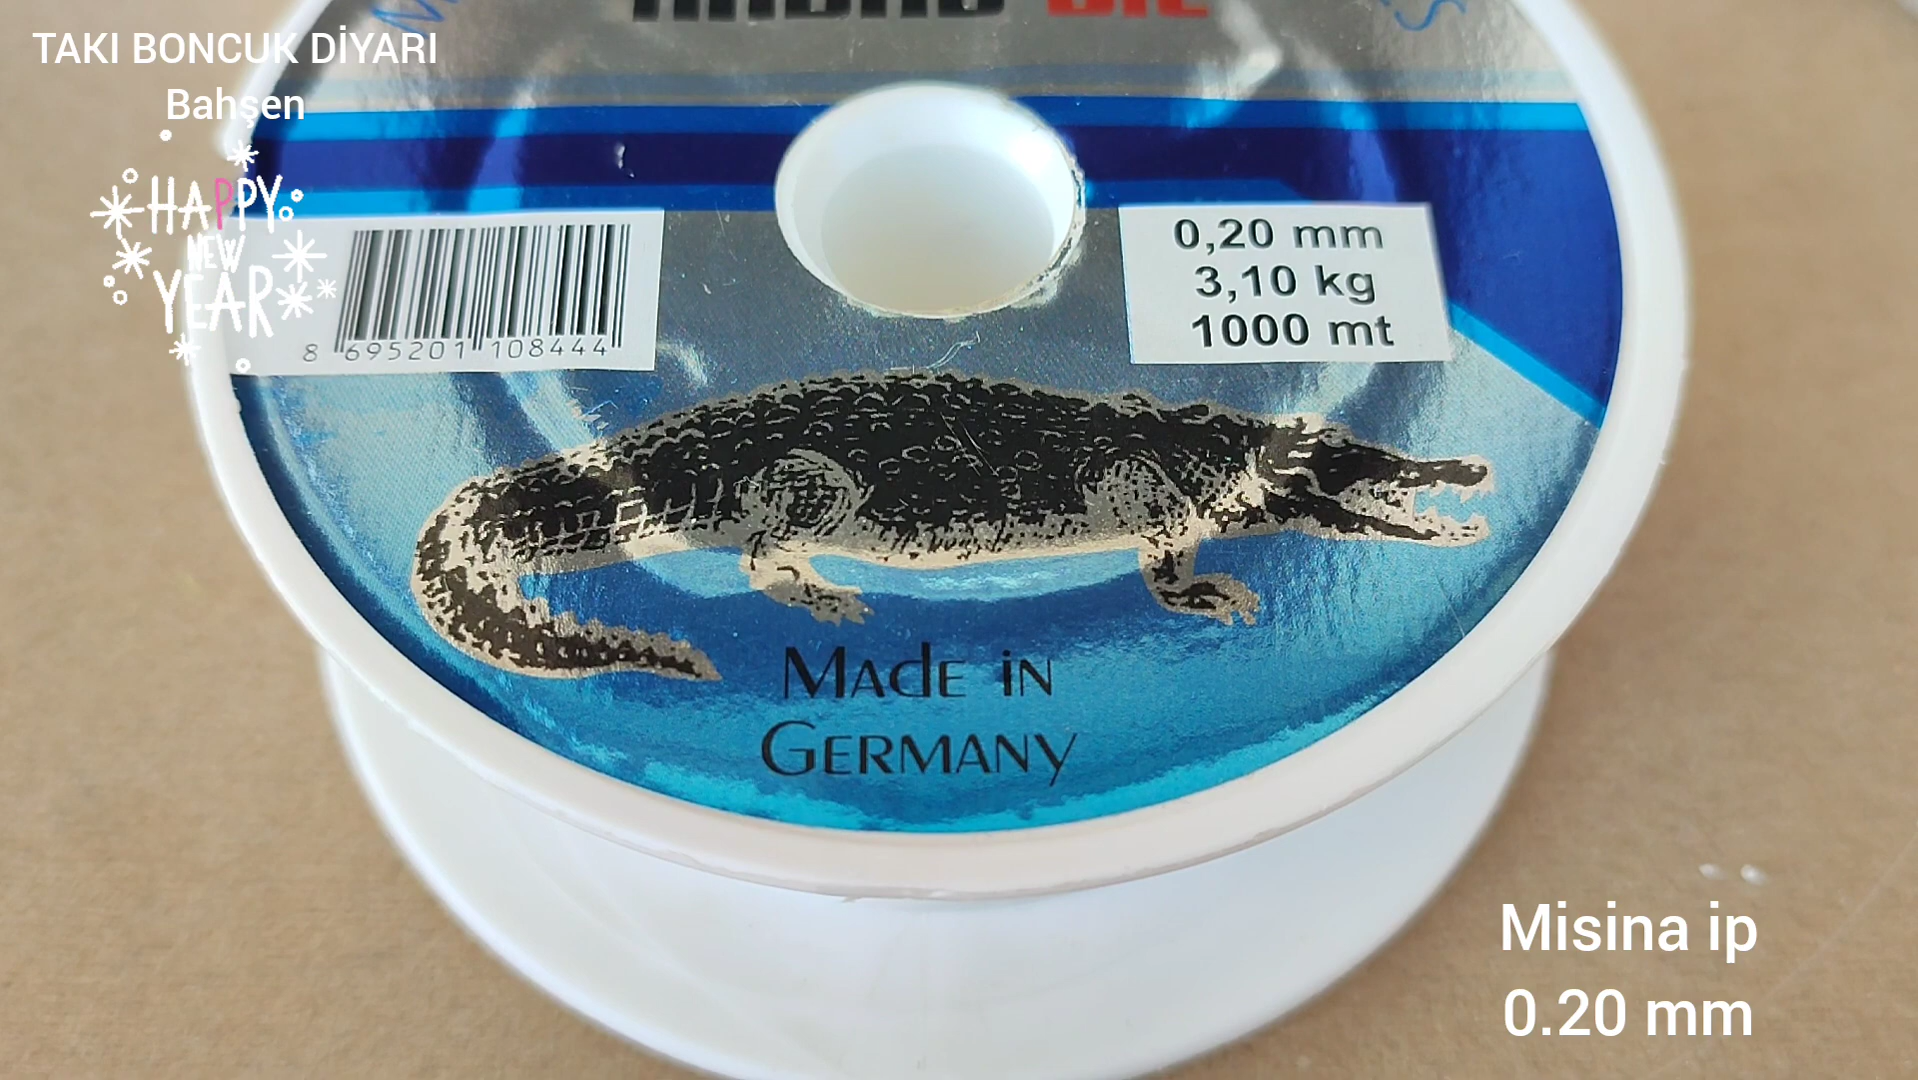 TAKI BONCUK DİYARI
Bahşen
HAPPY
NEW
YEAR
8 695201 108444
0,20 mm
3,10 kg
1000 mt
MAdE iN
GERMANY
Misina ip
0.20 mm